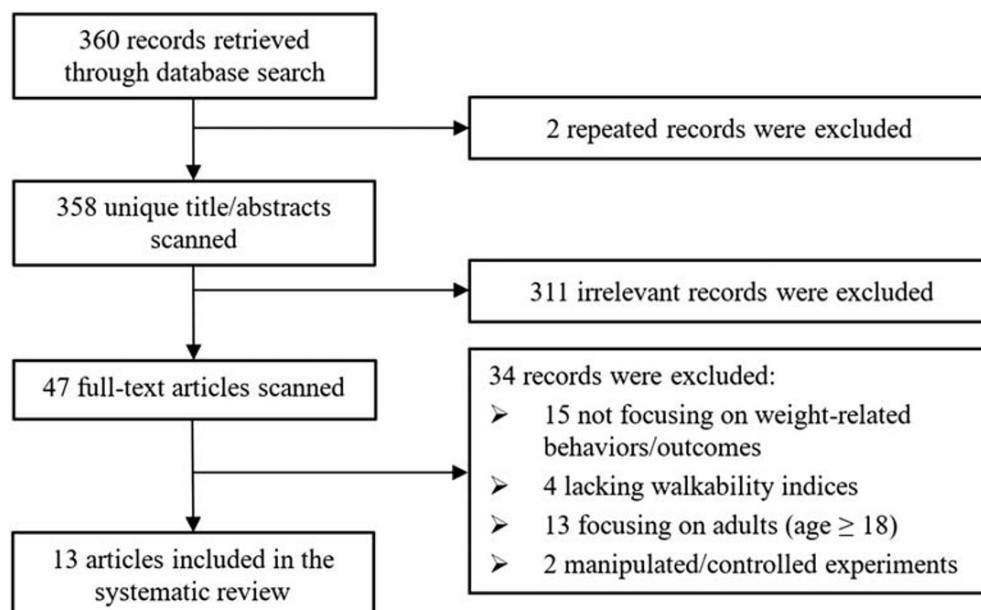 360 records retrieved
through database search
2 repeated records were excluded
358 unique title/abstracts
scanned
311 irrelevant records were excluded
47 full-text articles scanned
34 records were excluded:
➢ 15 not focusing on weight-related
behaviors/outcomes
➢ 4 lacking walkability indices
➢ 13 focusing on adults (age ≥ 18)
➢ 2 manipulated/controlled experiments
13 articles included in the
systematic review